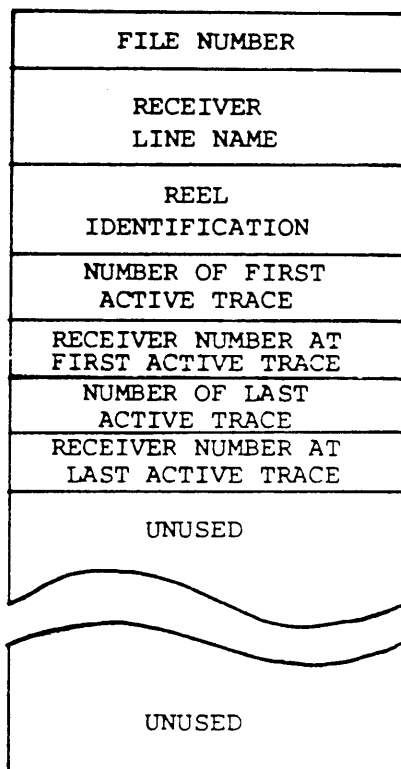 FILE NUMBER
RECEIVER
LINE NAME
REEL
IDENTIFICATION
NUMBER OF FIRST
ACTIVE TRACE
RECEIVER NUMBER AT
FIRST ACTIVE TRACE
NUMBER OF LAST
ACTIVE TRACE
RECEIVER NUMBER AT
LAST ACTIVE TRACE
UNUSED
UNUSED